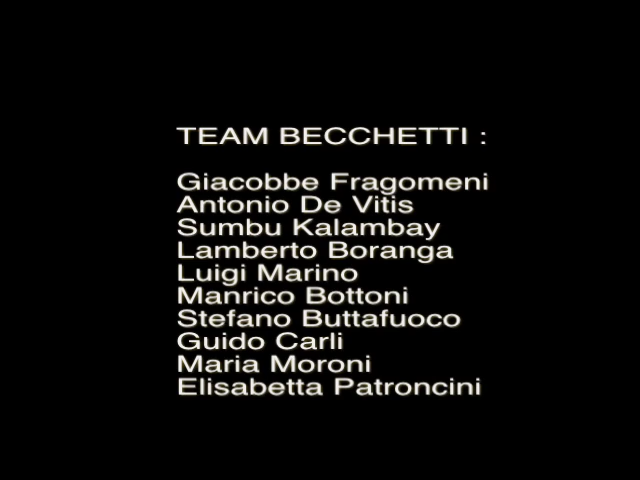 TEAM BECCHETTI :
Giacobbe Fragomeni
Antonio De Vitis
Sumbu Kalambay
Lamberto Boranga
Luigi Marino
Manrico Bottoni
Stefano Buttafuoco
Guido Carli
Maria Moroni
Elisabetta Patroncini